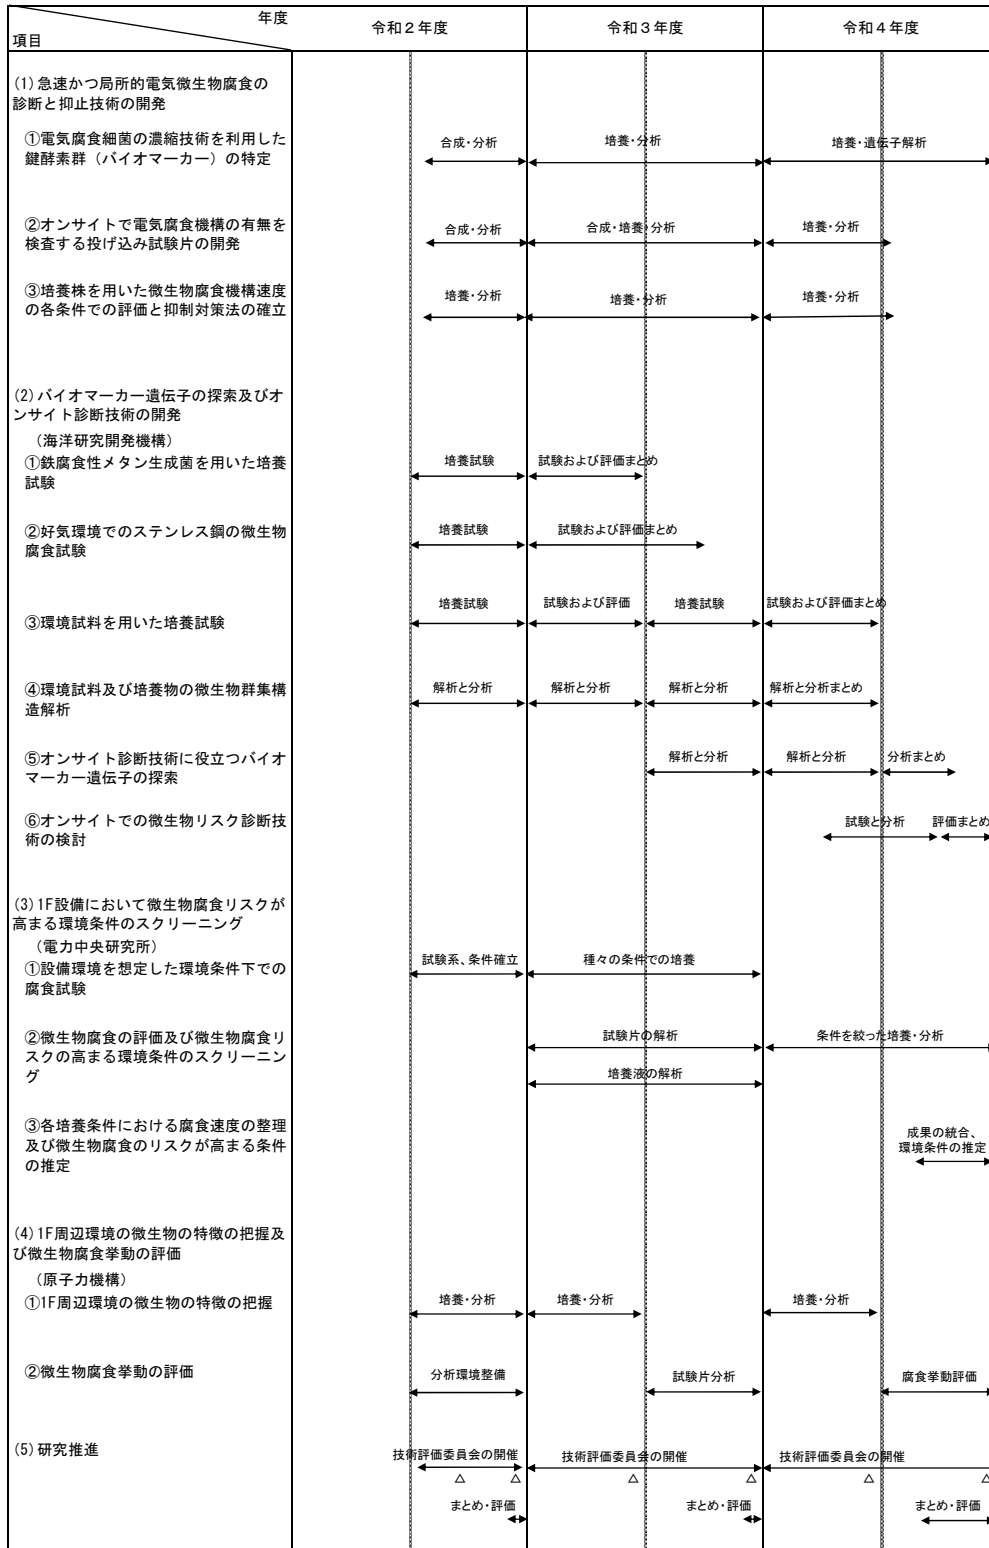 年度
項目
令和２年度
令和３年度
令和４年度
(1)急速かつ局所的電気微生物腐食の
診断と抑止技術の開発
①電気腐食細菌の濃縮技術を利用した
鍵酵素群（バイオマーカー）の特定
合成・分析
培養・分析
培養・遺伝子解析
②オンサイトで電気腐食機構の有無を
検査する投げ込み試験片の開発
合成・分析
合成・培養・分析
培養・分析
③培養株を用いた微生物腐食機構速度
の各条件での評価と抑制対策法の確立
培養・分析
培養・分析
培養・分析
(2)バイオマーカー遺伝子の探索及びオ
ンサイト診断技術の開発
（海洋研究開発機構）
①鉄腐食性メタン生成菌を用いた培養
試験
培養試験
試験および評価まとめ
②好気環境でのステンレス鋼の微生物
腐食試験
培養試験
試験および評価まとめ
③環境試料を用いた培養試験
培養試験
試験および評価
培養試験
試験および評価まとめ
④環境試料及び培養物の微生物群集構
造解析
解析と分析
解析と分析
解析と分析
解析と分析まとめ
⑤オンサイト診断技術に役立つバイオ
マーカー遺伝子の探索
解析と分析
解析と分析
分析まとめ
⑥オンサイトでの微生物リスク診断技
術の検討
試験と分析
評価まとめ
(3)1F設備において微生物腐食リスクが
高まる環境条件のスクリーニング
（電力中央研究所）
①設備環境を想定した環境条件下での
腐食試験
試験系、条件確立
種々の条件での培養
②微生物腐食の評価及び微生物腐食リ
スクの高まる環境条件のスクリーニン
グ
試験片の解析
条件を絞った培養・分析
培養液の解析
③各培養条件における腐食速度の整理
及び微生物腐食のリスクが高まる条件
の推定
成果の統合、
環境条件の推定
(4)1F周辺環境の微生物の特徴の把握及
び微生物腐食挙動の評価
（原子力機構）
①1F周辺環境の微生物の特徴の把握
培養・分析
培養・分析
培養・分析
②微生物腐食挙動の評価
分析環境整備
試験片分析
腐食挙動評価
(5)研究推進
技術評価委員会の開催
技術評価委員会の開催
技術評価委員会の開催
△ △ △ △ △ △
まとめ・評価
まとめ・評価
まとめ・評価